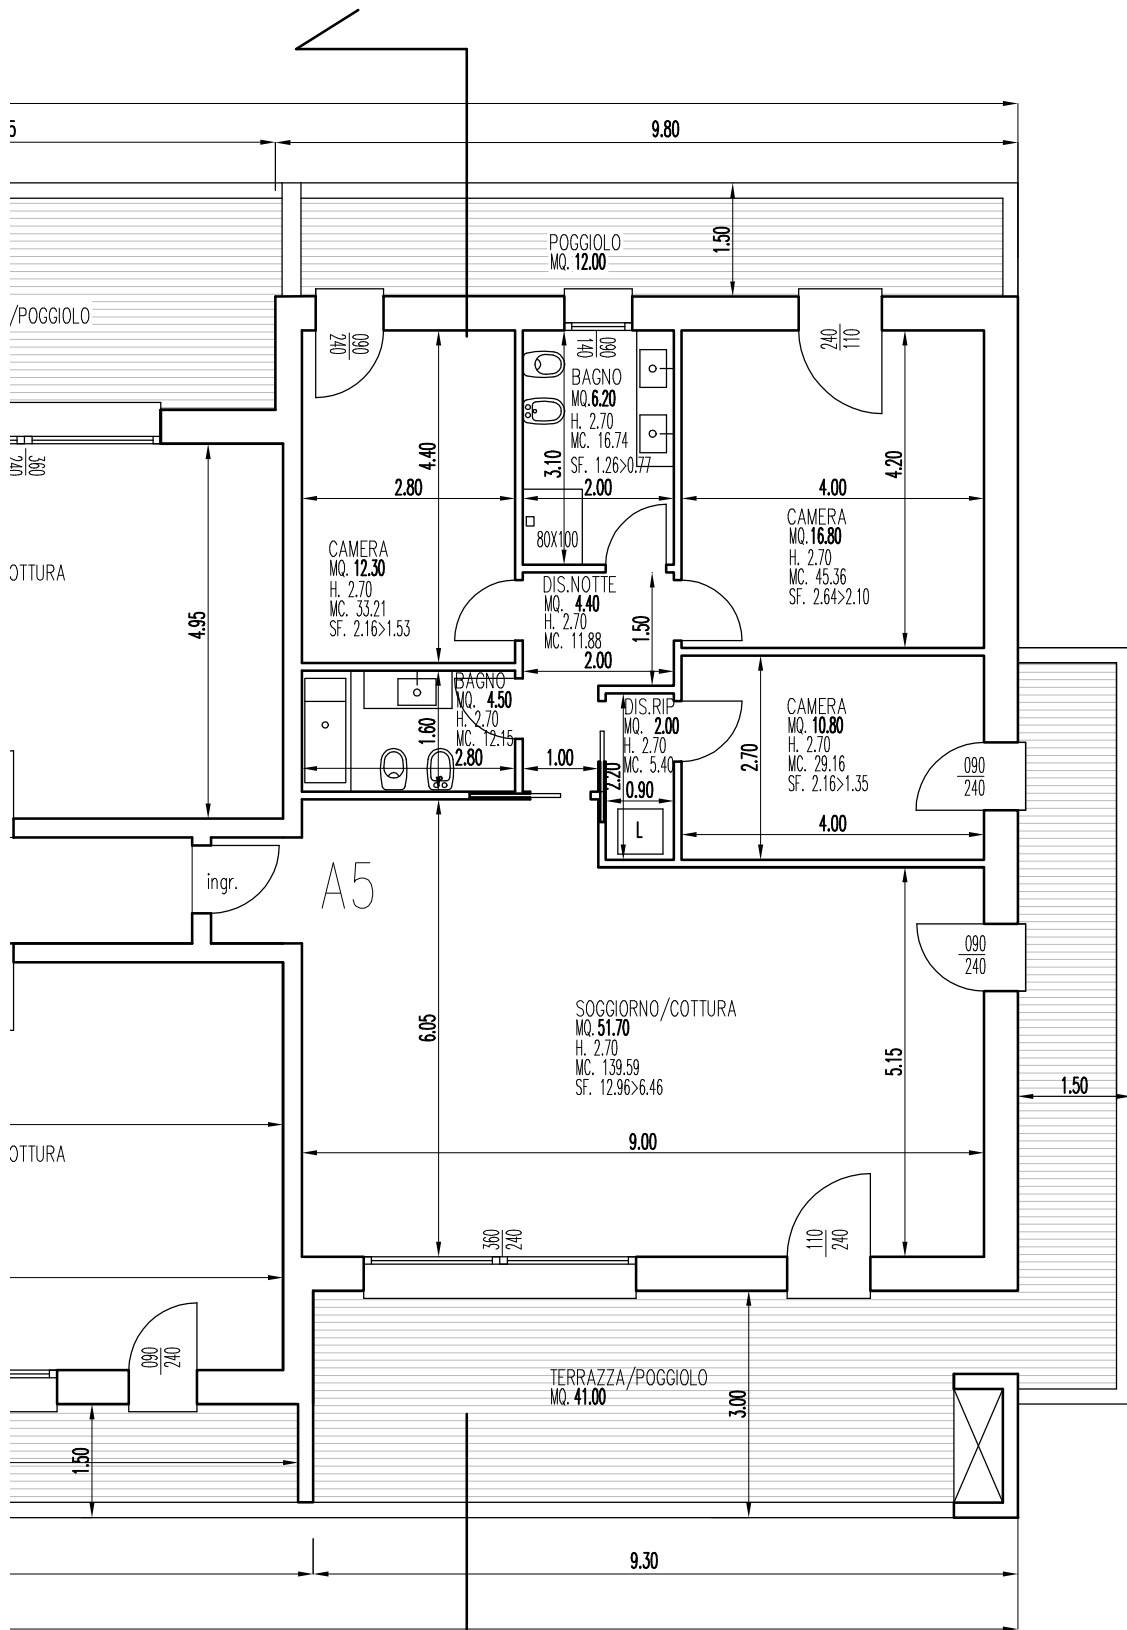 5
9.80
POGGIOLO
MQ. 12.00
1.50
/POGGIOLO
090
240
090
140
240
110
BAGNO
MQ. 6.20
H. 2.70
MC. 16.74
SF. 1.26>0.77
3.10
2.00
80X100
4.40
2.80
CAMERA
MQ. 12.30
H. 2.70
MC. 33.21
SF. 2.16>1.53
4.20
4.00
CAMERA
MQ. 16.80
H. 2.70
MC. 45.36
SF. 2.64>2.10
360
240
OTTURA
4.95
DIS.NOTTE
MQ. 4.40
H. 2.70
MC. 11.88
1.50
2.00
BAGNO
MQ. 4.50
H. 2.70
MC. 12.15
1.60
2.80
1.00
DIS.RIP
MQ. 2.00
H. 2.70
MC. 5.40
2.20
0.90
L
CAMERA
MQ. 10.80
H. 2.70
MC. 29.16
SF. 2.16>1.35
2.70
4.00
090
240
ingr.
A5
090
240
SOGGIORNO/COTTURA
MQ. 51.70
H. 2.70
MC. 139.59
SF. 12.96>6.46
6.05
5.15
1.50
9.00
OTTURA
360
240
110
240
090
240
TERRAZZA/POGGIOLO
MQ. 41.00
3.00
1.50
9.30